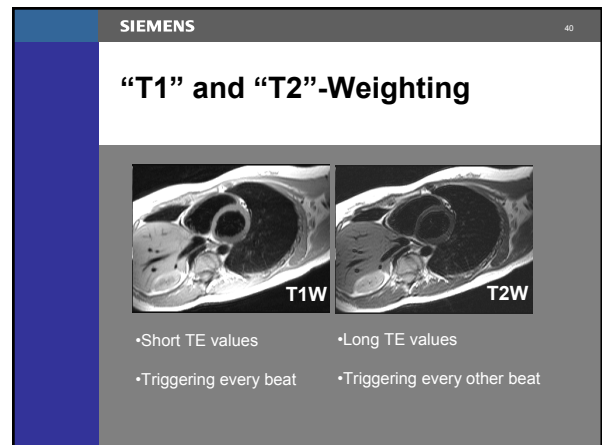 SIEMENS
40
“T1” and “T2”-Weighting
T1W
T2W
•Short TE values
•Triggering every beat
•Long TE values
•Triggering every other beat